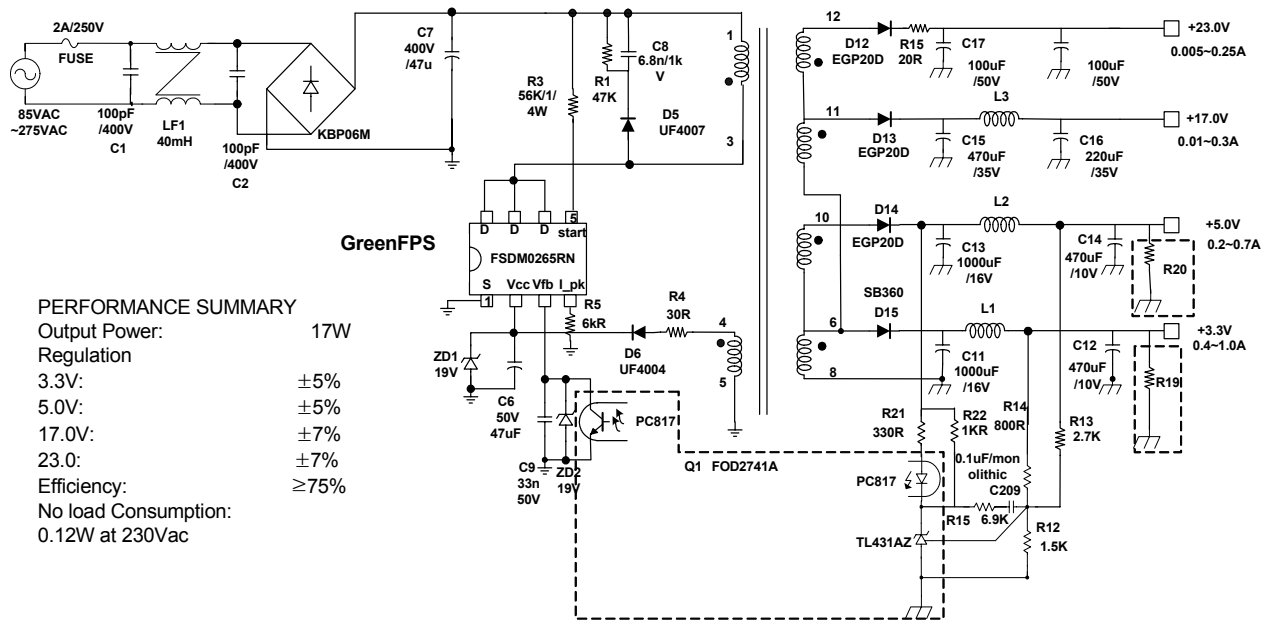 2A/250V
FUSE
85VAC
~275VAC
100pF
/400V
C1
LF1
40mH
100pF
/400V
C2
KBP06M
C7
400V
/47u
R3
56K/1/
4W
R1
47K
C8
6.8n/1k
V
D5
UF4007
1
3
12
D12
EGP20D
R15
20R
C17
100uF
/50V
100uF
/50V
+23.0V
0.005~0.25A
11
D13
EGP20D
C15
470uF
/35V
L3
C16
220uF
/35V
+17.0V
0.01~0.3A
10
D14
EGP20D
C13
1000uF
/16V
L2
C14
470uF
/10V
R20
+5.0V
0.2~0.7A
6
8
SB360
D15
C11
1000uF
/16V
L1
C12
470uF
/10V
R19
+3.3V
0.4~1.0A
GreenFPS
D D D 5
start
FSDM0265RN
S Vcc Vfb I_pk
1
R5
6kR
R4
30R
4
5
D6
UF4004
ZD1
19V
C6
50V
47uF
C9
33n
50V
ZD2
19V
PC817
Q1 FOD2741A
R21
330R
R22
1KR
R14
800R
R13
2.7K
0.1uF/mon
olithic
C209
PC817
R15
6.9K
TL431AZ
R12
1.5K
PERFORMANCE SUMMARY
Output Power: 17W
Regulation
3.3V: ±5%
5.0V: ±5%
17.0V: ±7%
23.0: ±7%
Efficiency: ≥75%
No load Consumption:
0.12W at 230Vac